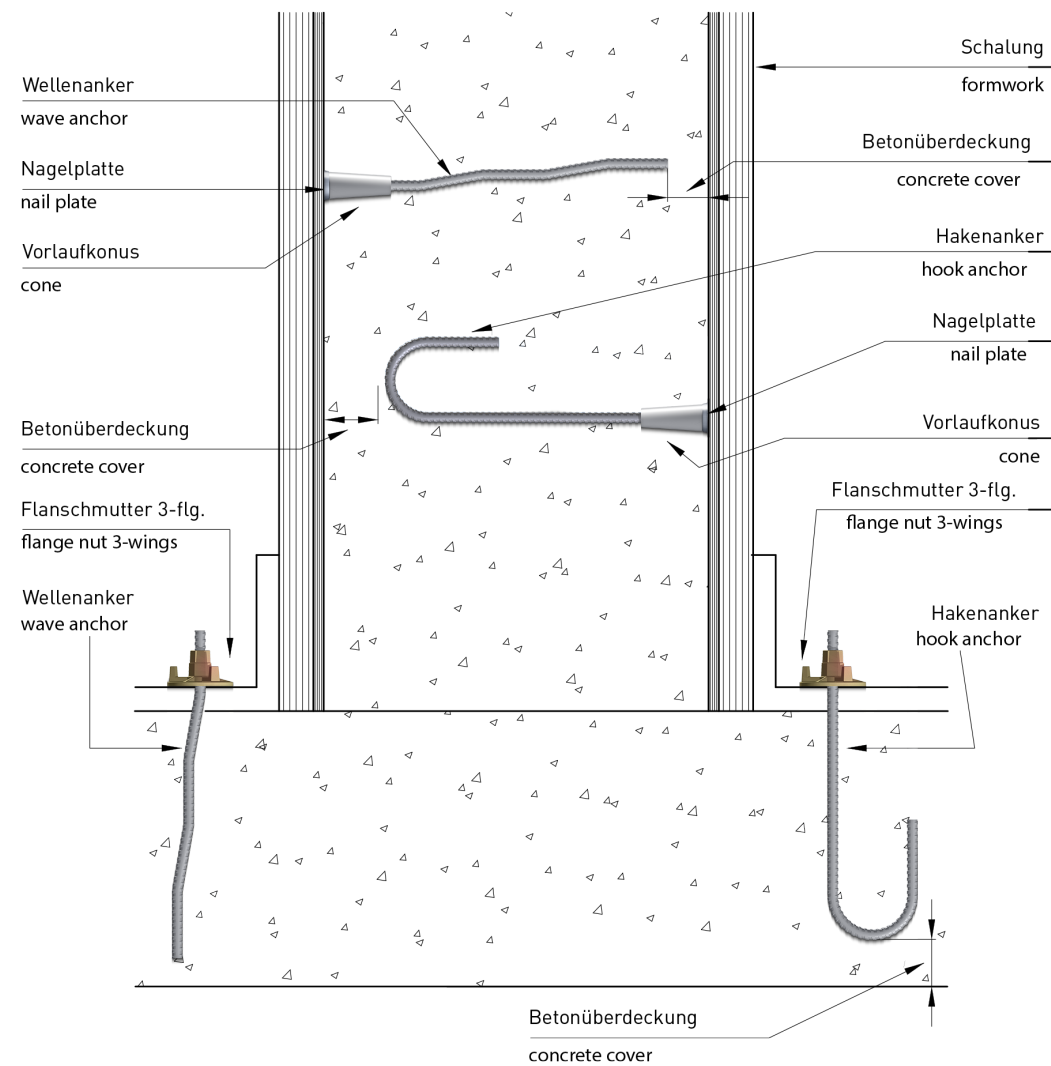 Wellenanker
wave anchor
Nagelplatte
nail plate
Vorlaufkonus
cone
Betonüberdeckung
concrete cover
Flanschmutter 3-flg.
flange nut 3-wings
Wellenanker
wave anchor
Schalung
formwork
Betonüberdeckung
concrete cover
Hakenanker
hook anchor
Nagelplatte
nail plate
Vorlaufkonus
cone
Flanschmutter 3-flg.
flange nut 3-wings
Hakenanker
hook anchor
Betonüberdeckung
concrete cover